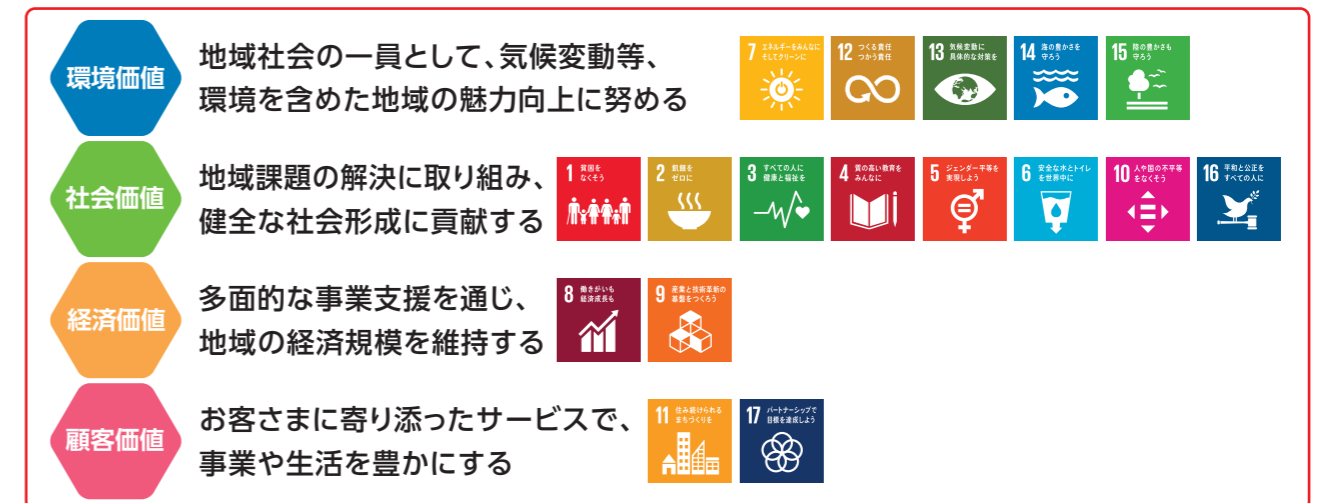 環境価値
地域社会の一員として、気候変動等、
環境を含めた地域の魅力向上に努める
7 エネルギーをみんなに
そしてクリーンに
12 つくる責任
つかう責任
13 気候変動に
具体的な対策を
14 海の豊かさを
守ろう
15 陸の豊かさも
守ろう
社会価値
地域課題の解決に取り組み、
健全な社会形成に貢献する
1 貧困を
なくそう
2 飢餓を
ゼロに
3 すべての人に
健康と福祉を
4 質の高い教育を
みんなに
5 ジェンダー平等を
実現しよう
6 安全な水とトイレ
を世界中に
10 人や国の不平等
をなくそう
16 平和と公正を
すべての人に
経済価値
多面的な事業支援を通じ、
地域の経済規模を維持する
8 働きがいも
経済成長も
9 産業と技術革新の
基盤をつくろう
顧客価値
お客さまに寄り添ったサービスで、
事業や生活を豊かにする
11 住み続けられる
まちづくりを
17 パートナーシップで
目標を達成しよう